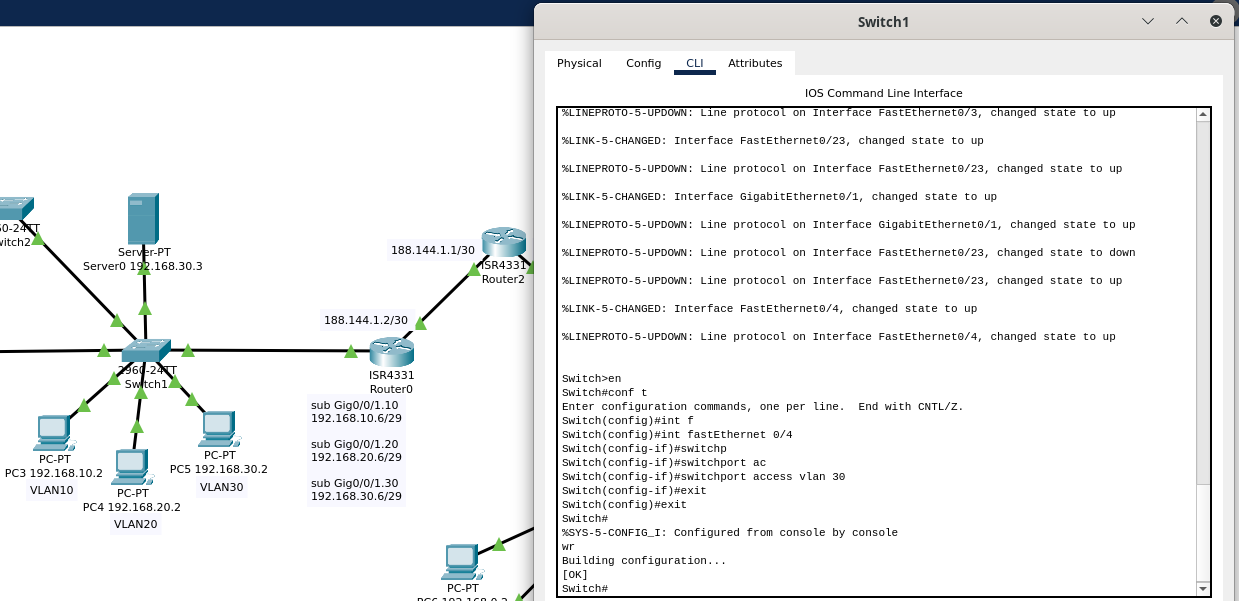 60-24TT
witch2
Server-PT
Server0 192.168.30.3
188.144.1.1/30
ISR4331
Router2
188.144.1.2/30
2960-24TT
Switch1
ISR4331
Router0
sub Gig0/0/1.10
192.168.10.6/29
sub Gig0/0/1.20
192.168.20.6/29
sub Gig0/0/1.30
192.168.30.6/29
PC-PT
PC3 192.168.10.2
VLAN10
PC-PT
PC4 192.168.20.2
VLAN20
PC-PT
PC5 192.168.30.2
VLAN30
PC-PT
Switch1
Physical Config CLI Attributes
IOS Command Line Interface
%LINEPROTO-5-UPDOWN: Line protocol on Interface FastEthernet0/3, changed state to up
%LINK-5-CHANGED: Interface FastEthernet0/23, changed state to up
%LINEPROTO-5-UPDOWN: Line protocol on Interface FastEthernet0/23, changed state to up
%LINK-5-CHANGED: Interface GigabitEthernet0/1, changed state to up
%LINEPROTO-5-UPDOWN: Line protocol on Interface GigabitEthernet0/1, changed state to up
%LINEPROTO-5-UPDOWN: Line protocol on Interface FastEthernet0/23, changed state to down
%LINEPROTO-5-UPDOWN: Line protocol on Interface FastEthernet0/23, changed state to up
%LINK-5-CHANGED: Interface FastEthernet0/4, changed state to up
%LINEPROTO-5-UPDOWN: Line protocol on Interface FastEthernet0/4, changed state to up
Switch>en
Switch#conf t
Enter configuration commands, one per line.  End with CNTL/Z.
Switch(config)#int f
Switch(config)#int fastEthernet 0/4
Switch(config-if)#switchp
Switch(config-if)#switchport ac
Switch(config-if)#switchport access vlan 30
Switch(config-if)#exit
Switch(config)#exit
Switch#
%SYS-5-CONFIG_I: Configured from console by console
wr
Building configuration...
[OK]
Switch#